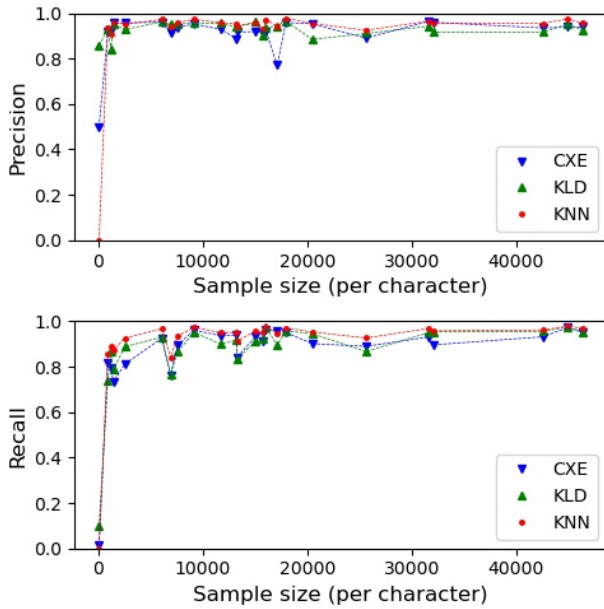 1.0
0.8
0.6
0.4
0.2
0.0
Precision
CXE
KLD
KNN
0 10000 20000 30000 40000
Sample size (per character)
1.0
0.8
0.6
0.4
0.2
0.0
Recall
CXE
KLD
KNN
0 10000 20000 30000 40000
Sample size (per character)